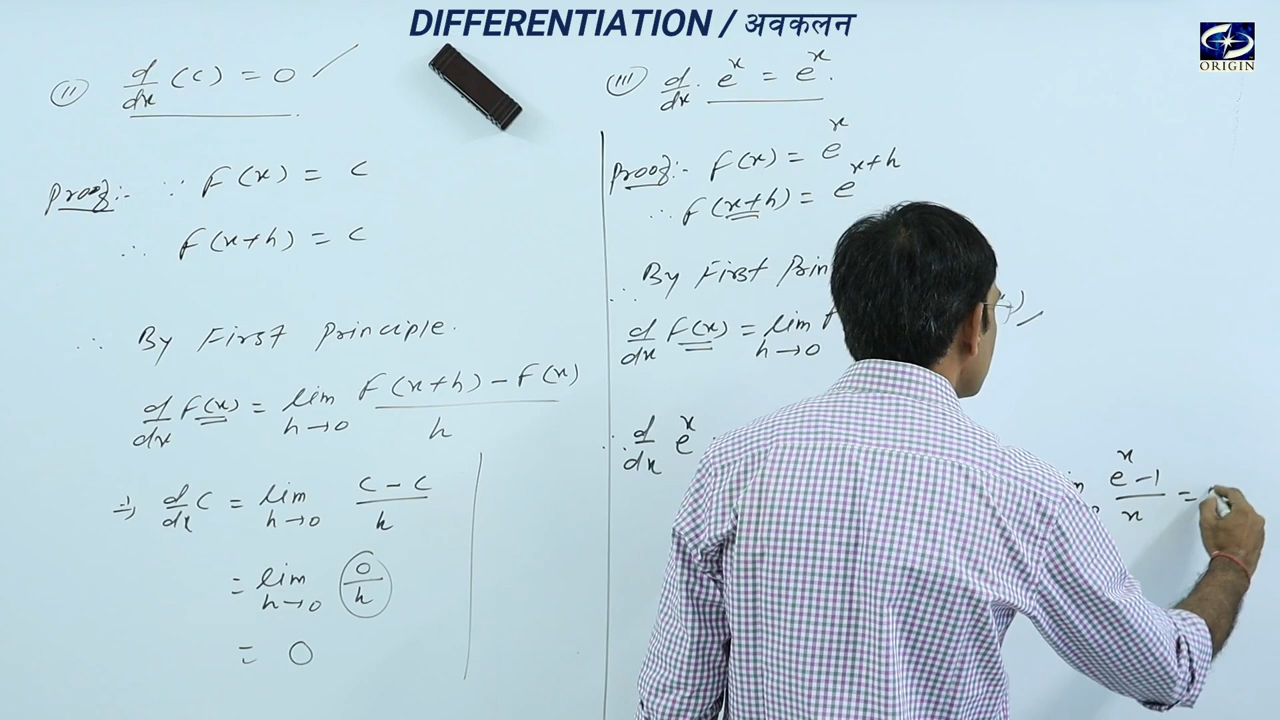 DIFFERENTIATION / अवकलन
ORIGIN
(ii) d/dx (c) = 0
Proof:- ∵ F(x) = c
∴ F(x+h) = c
∴ By First Principle.
d/dx F(x) = lim h→0 F(x+h) - F(x) / h
⇒ d/dx c = lim h→0 c - c / h
= lim h→0 0/h
= 0
(iii) d/dx . e^x = e^x.
Proof:- F(x) = e^x
∴ F(x+h) = e^x+h
∴ By First
d/dx F(x) = lim h→0
∴ d/dx e^x
e^x - 1 / x =